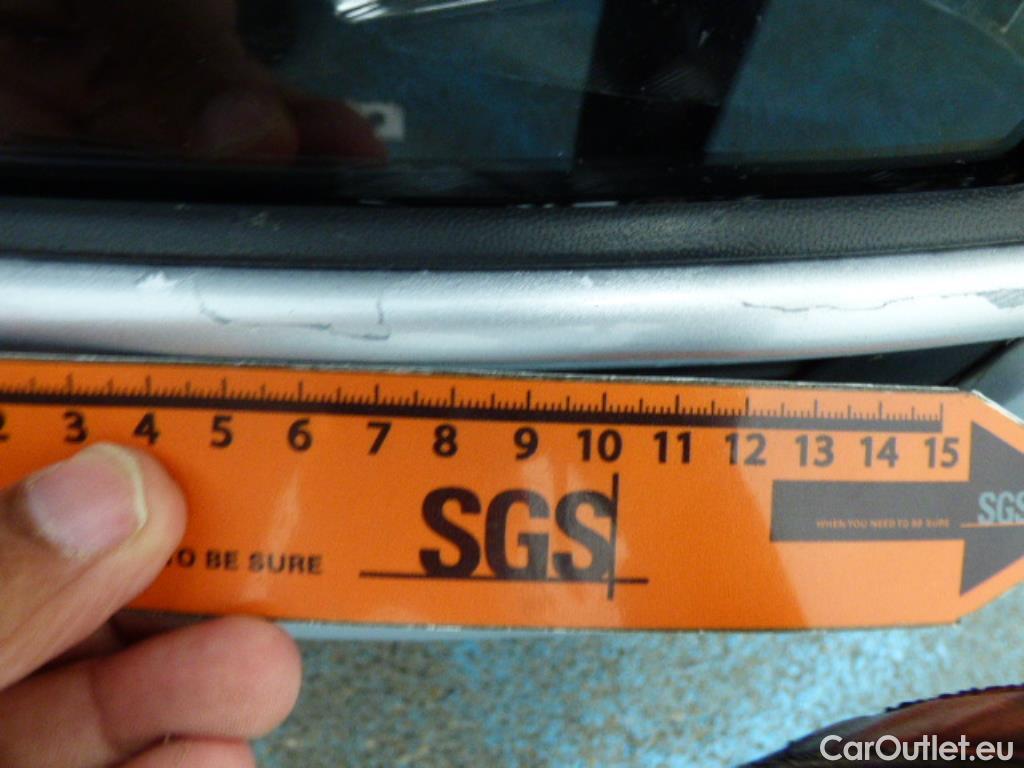 2 3 4 5 6 7 8 9 10 11 12 13 14 15
SGS
WHEN YOU NEED TO BE SURE
SGS
TO BE SURE
CarOutlet.eu